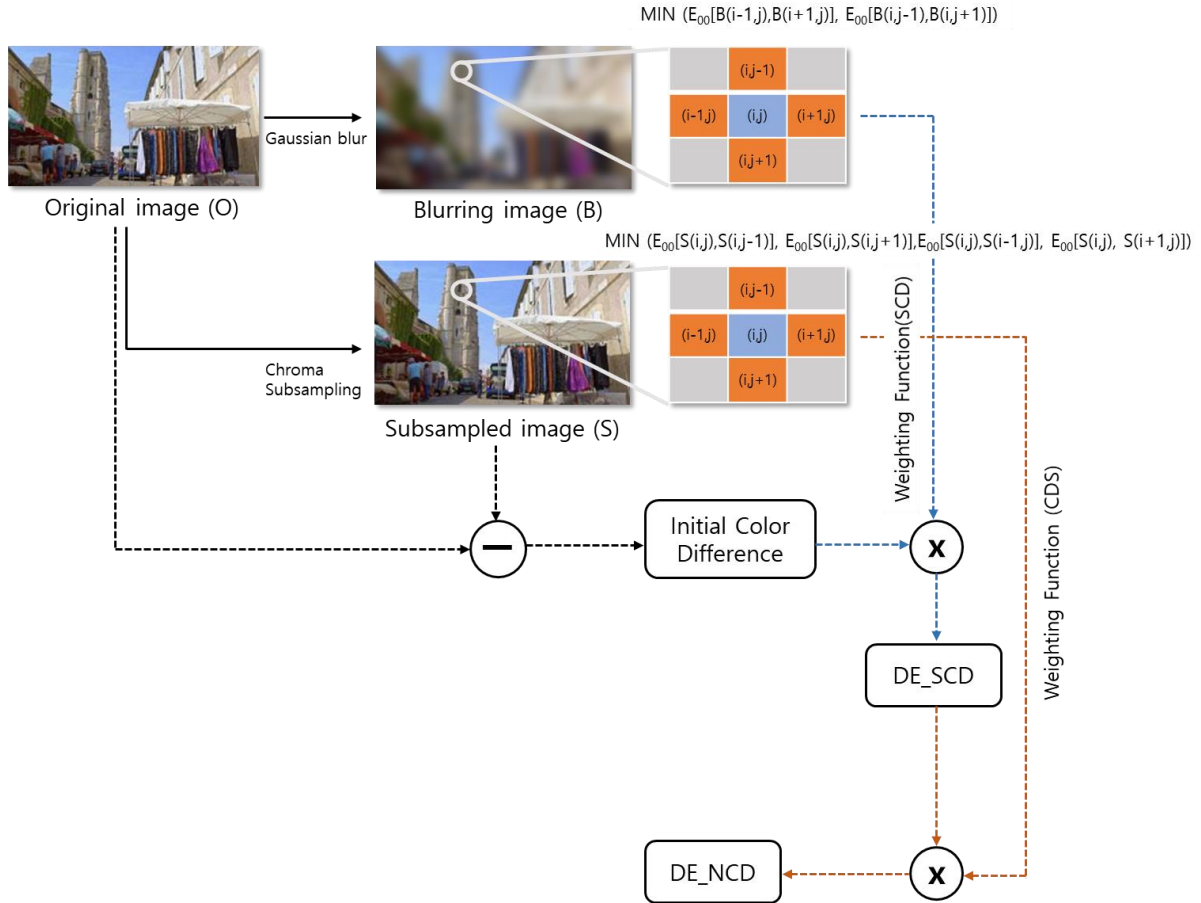 MIN (E₀₀[B(i-1,j),B(i+1,j)], E₀₀[B(i,j-1),B(i,j+1)])
(i,j-1)
(i-1,j)
(i,j)
(i+1,j)
(i,j+1)
Gaussian blur
Original image (O)
Blurring image (B)
MIN (E₀₀[S(i,j),S(i,j-1)], E₀₀[S(i,j),S(i,j+1)],E₀₀[S(i,j),S(i-1,j)], E₀₀[S(i,j), S(i+1,j)])
(i,j-1)
(i-1,j)
(i,j)
(i+1,j)
(i,j+1)
Chroma
Subsampling
Subsampled image (S)
Weighting Function(SCD)
Weighting Function (CDS)
−
Initial Color
Difference
x
DE_SCD
DE_NCD
x